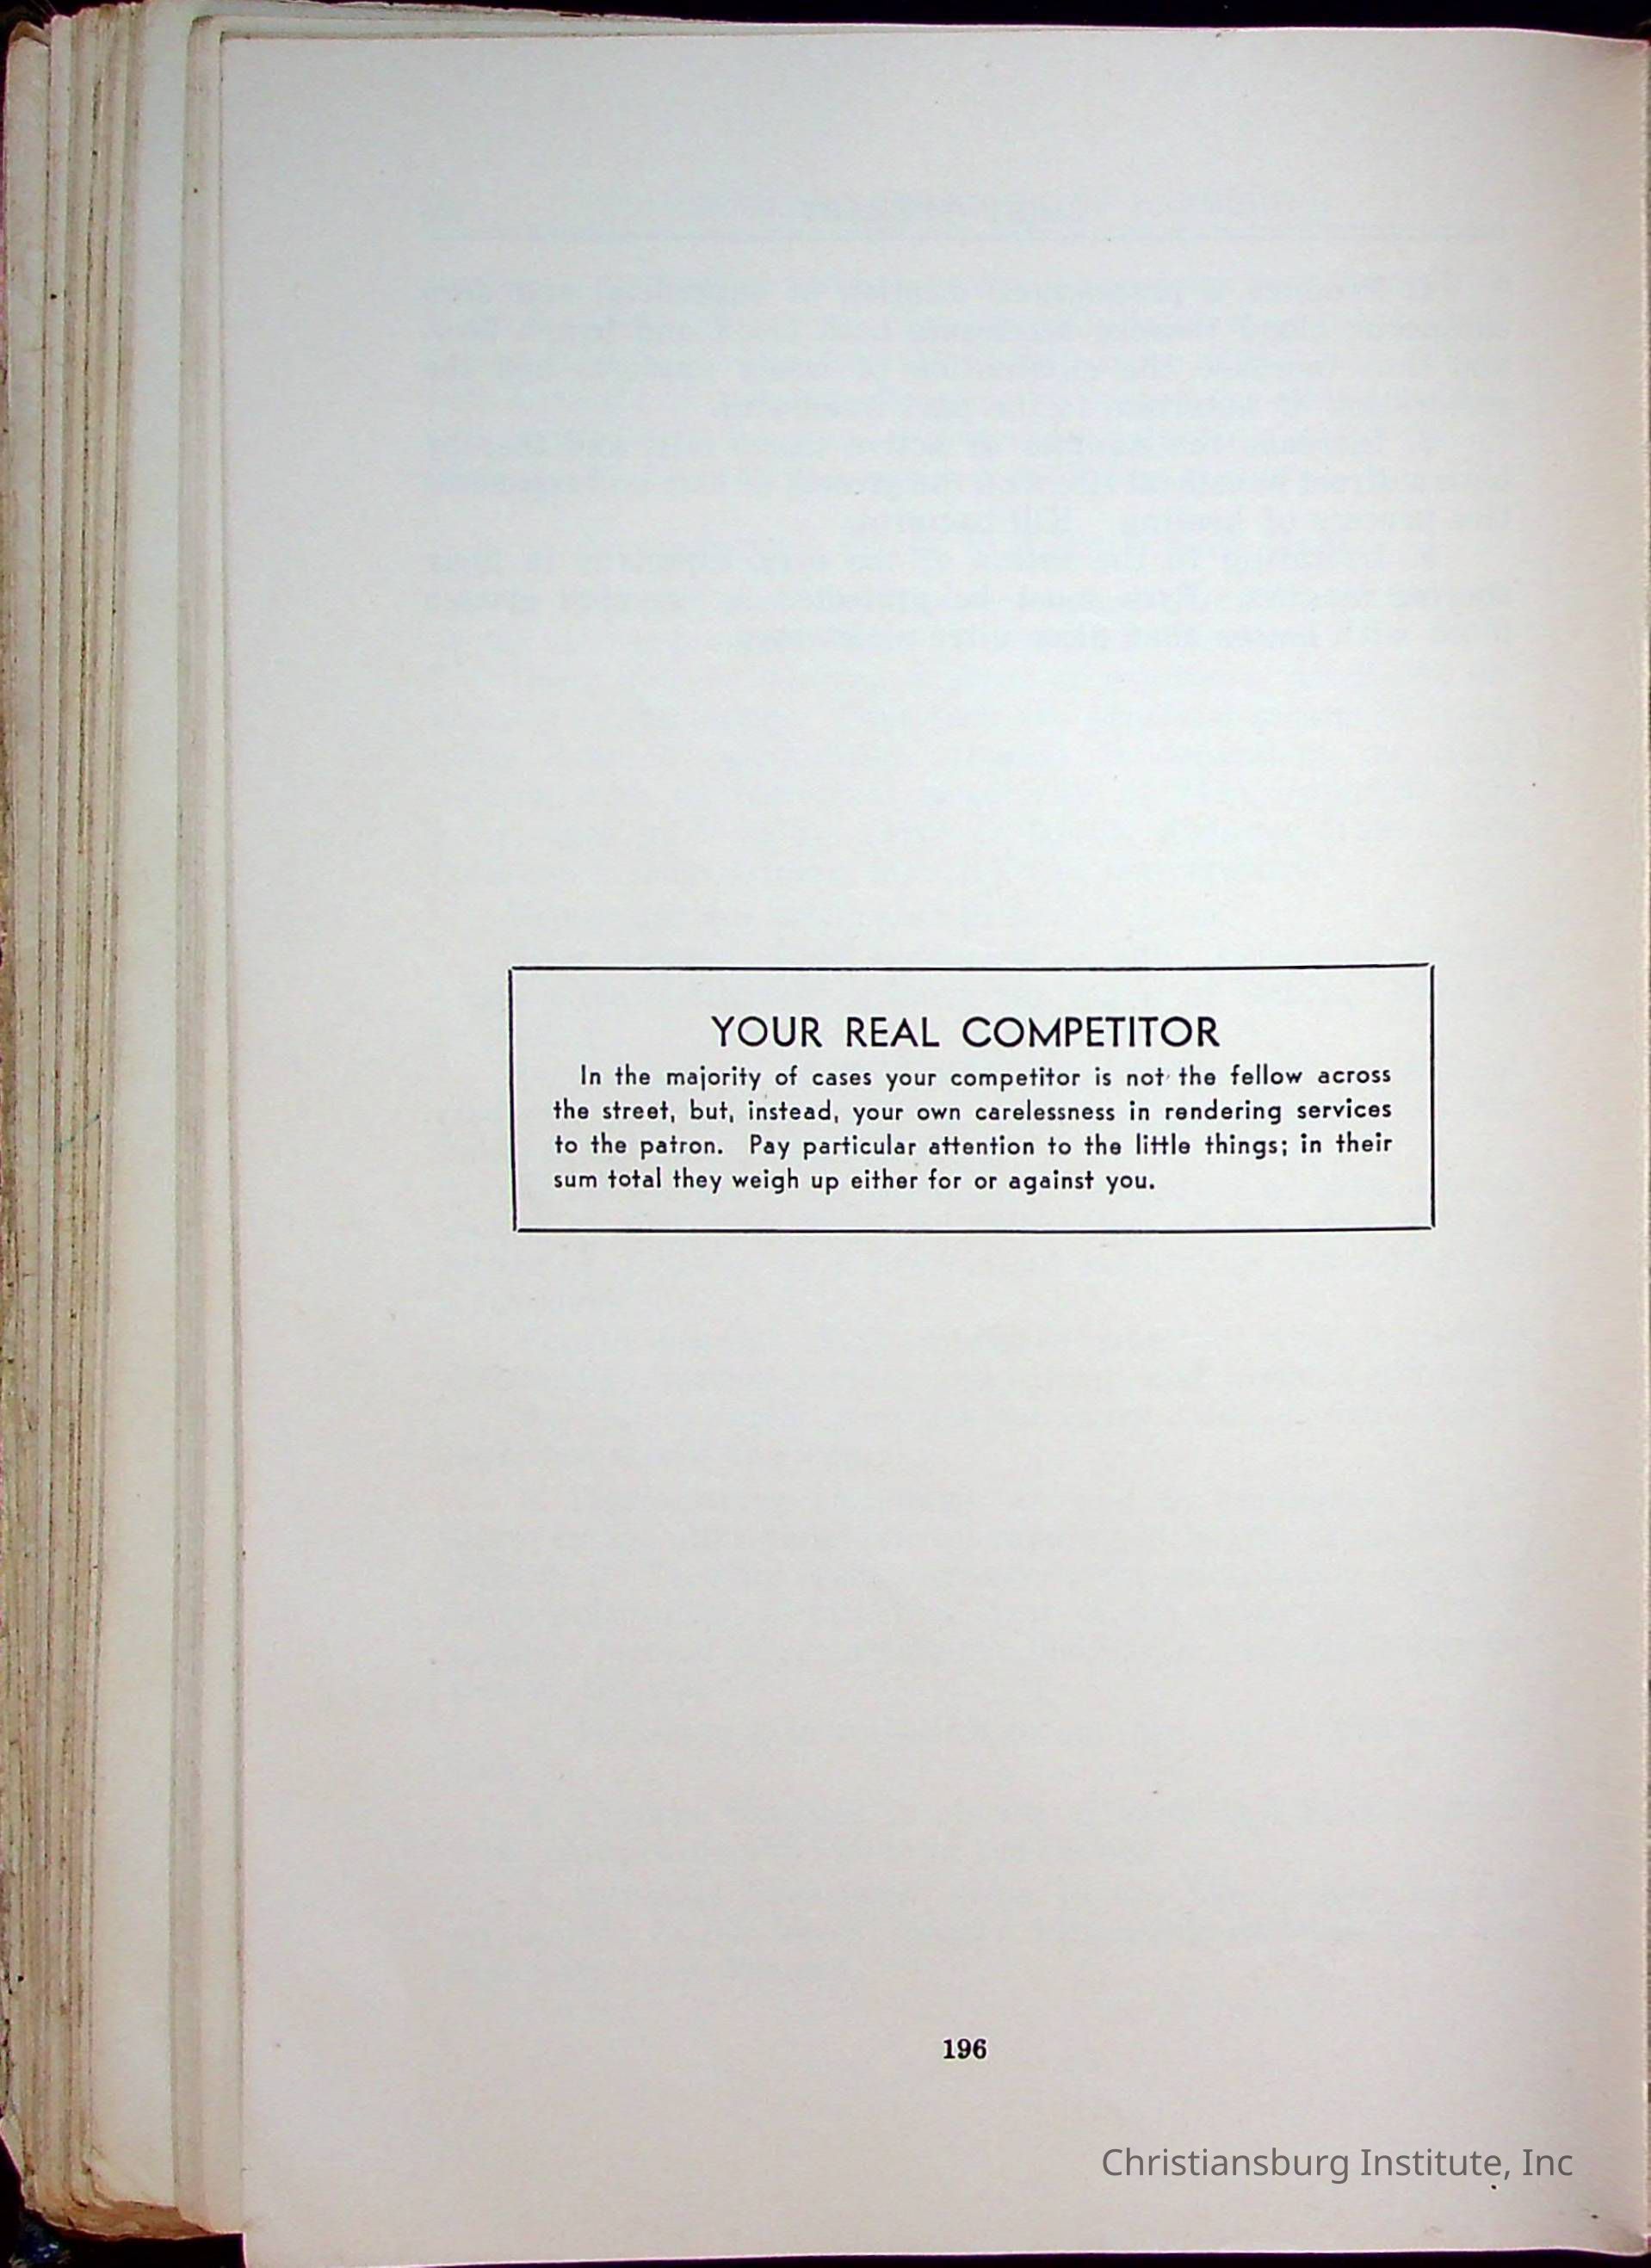 YOUR REAL COMPETITOR
In the majority of cases your competitor is not the fellow across
the street, but, instead, your own carelessness in rendering services
to the patron. Pay particular attention to the little things; in their
sum total they weigh up either for or against you.
196
Christiansburg Institute, Inc